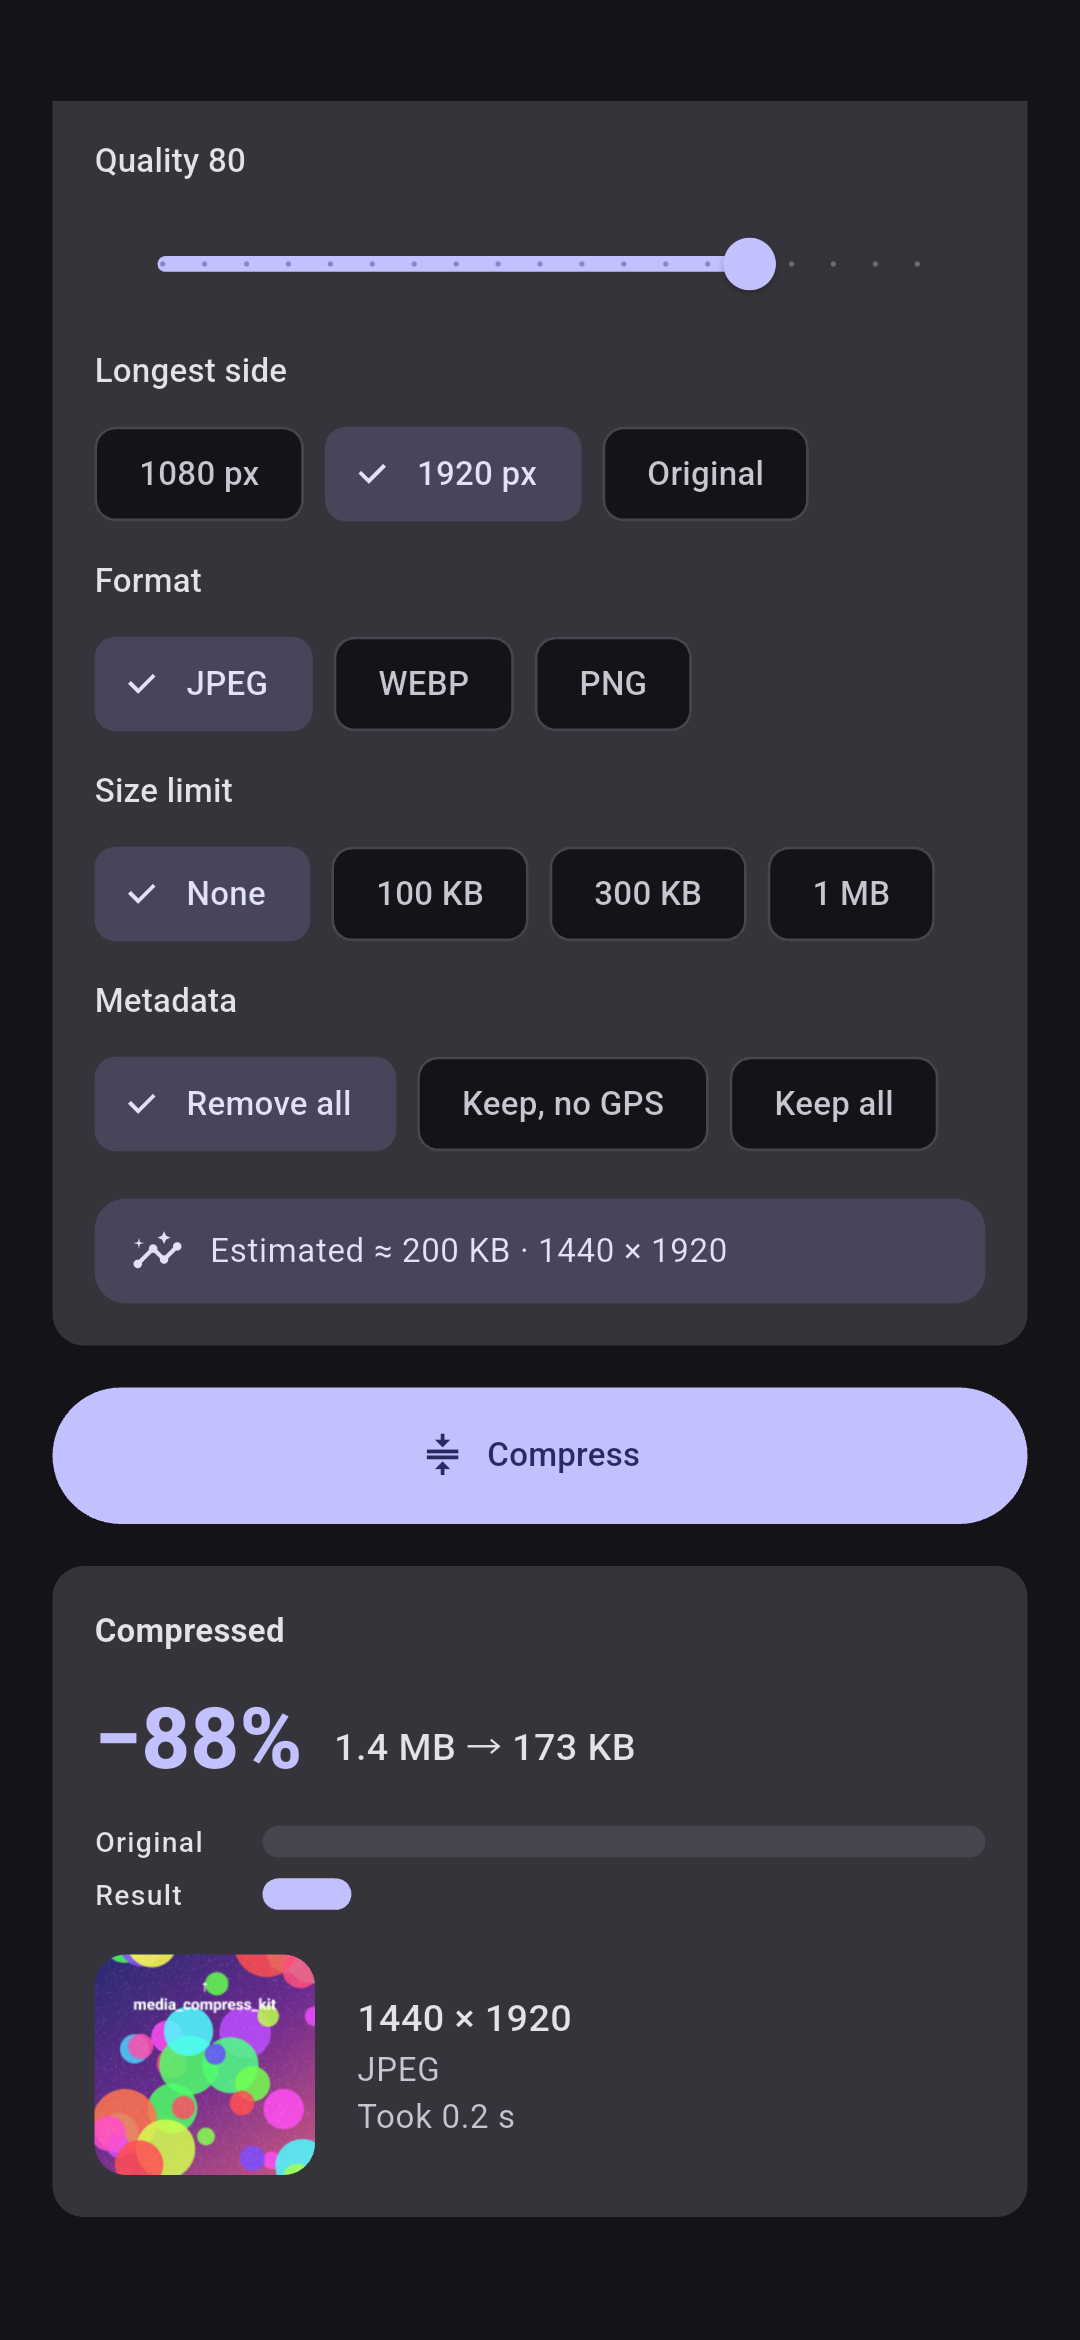 Quality 80
Longest side
1080 px
1920 px
Original
Format
JPEG
WEBP
PNG
Size limit
None
100 KB
300 KB
1 MB
Metadata
Remove all
Keep, no GPS
Keep all
Estimated ≈ 200 KB · 1440 × 1920
Compress
Compressed
−88% 1.4 MB → 173 KB
Original
Result
media_compress_kit
1440 × 1920
JPEG
Took 0.2 s